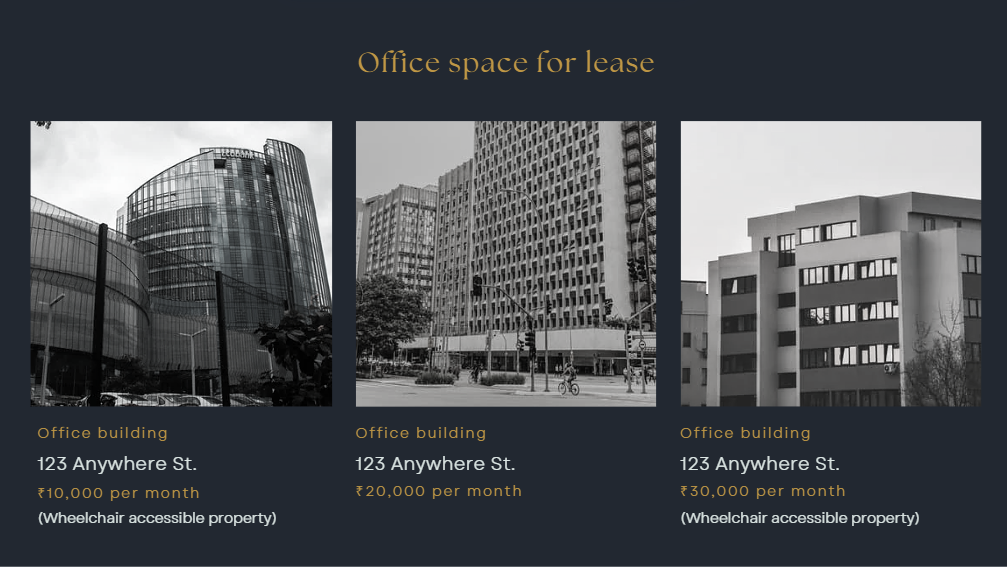 Office space for lease
Office building
123 Anywhere St.
₹10,000 per month
(Wheelchair accessible property)
Office building
123 Anywhere St.
₹20,000 per month
Office building
123 Anywhere St.
₹30,000 per month
(Wheelchair accessible property)